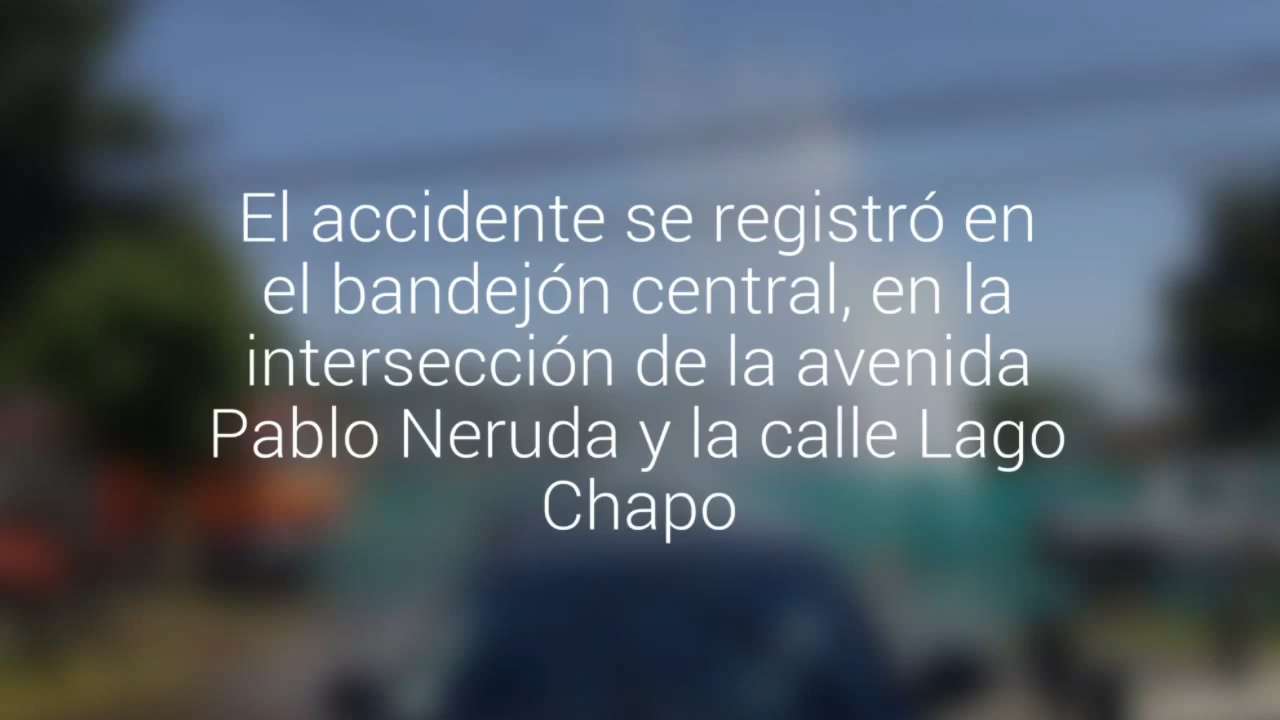 El accidente se registró en
el bandejón central, en la
intersección de la avenida
Pablo Neruda y la calle Lago
Chapo